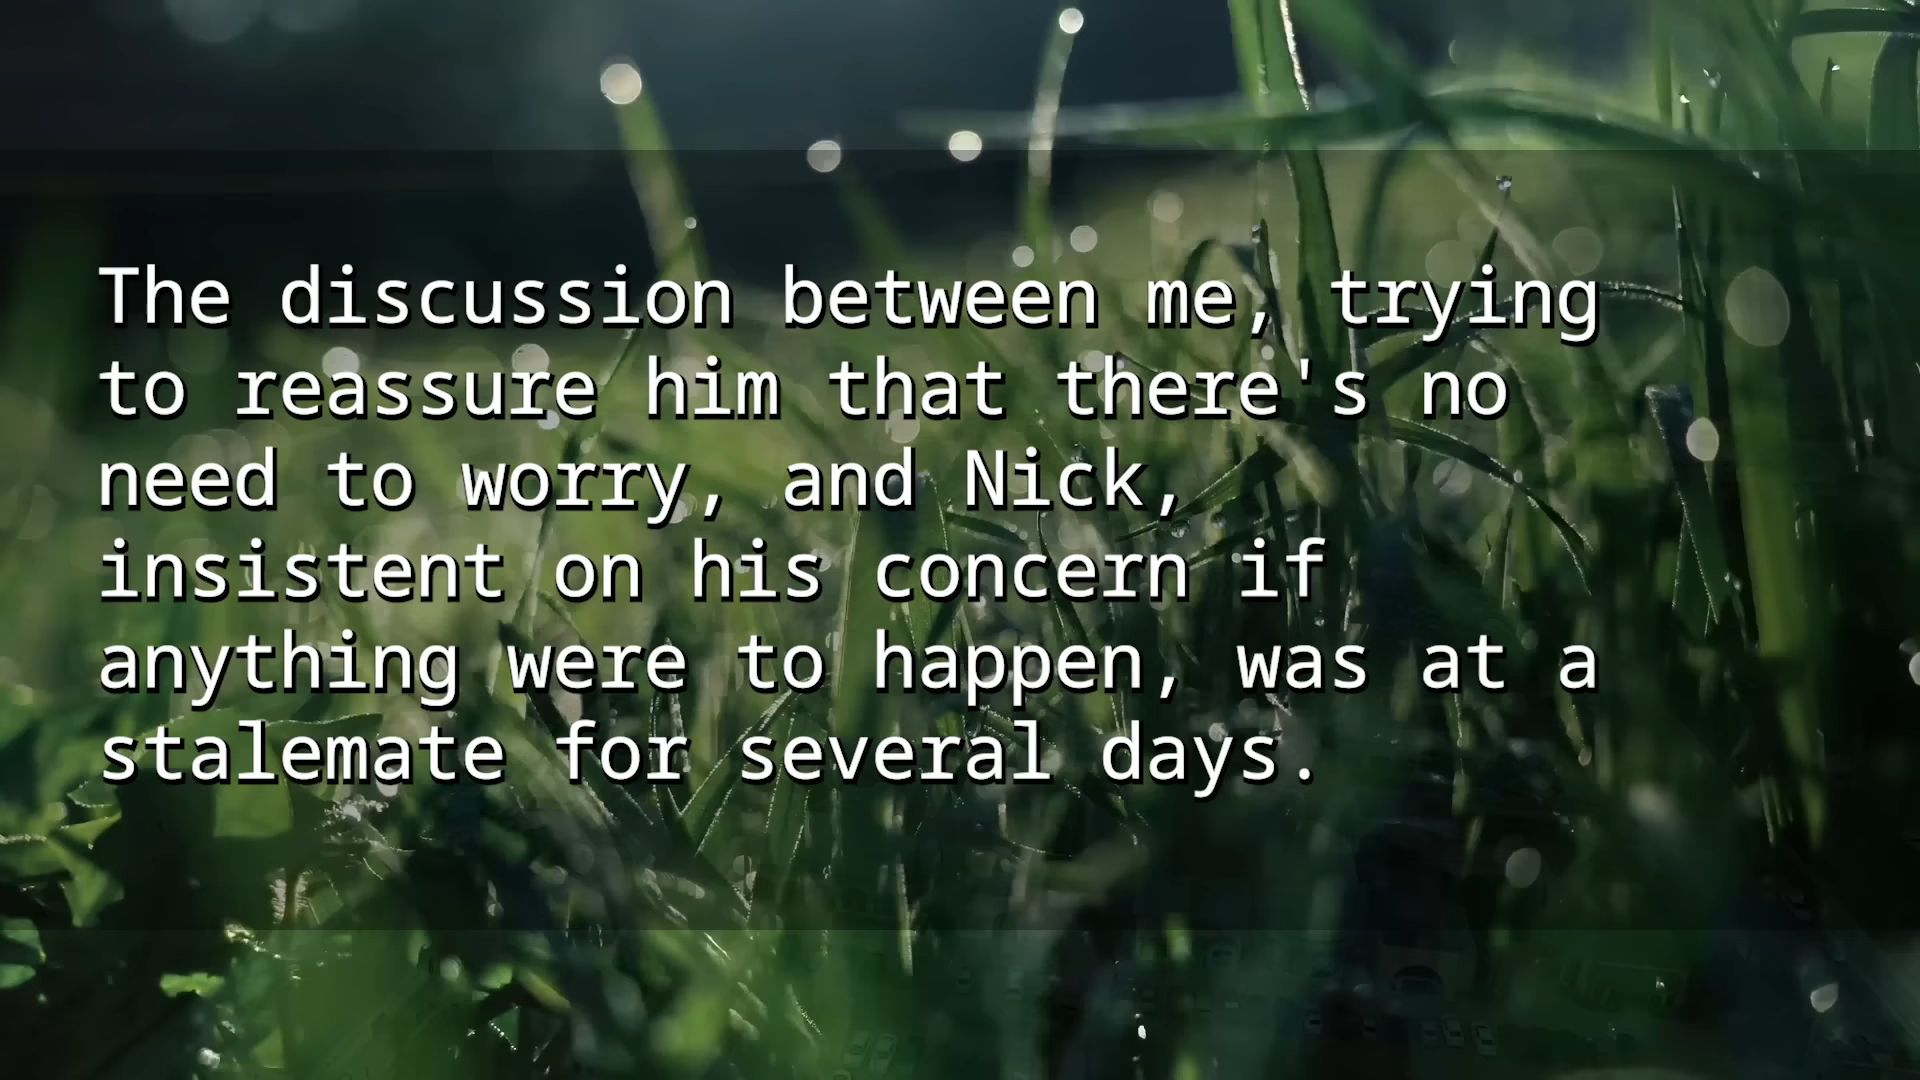 The discussion between me, trying
to reassure him that there's no
need to worry, and Nick,
insistent on his concern if
anything were to happen, was at a
stalemate for several days.